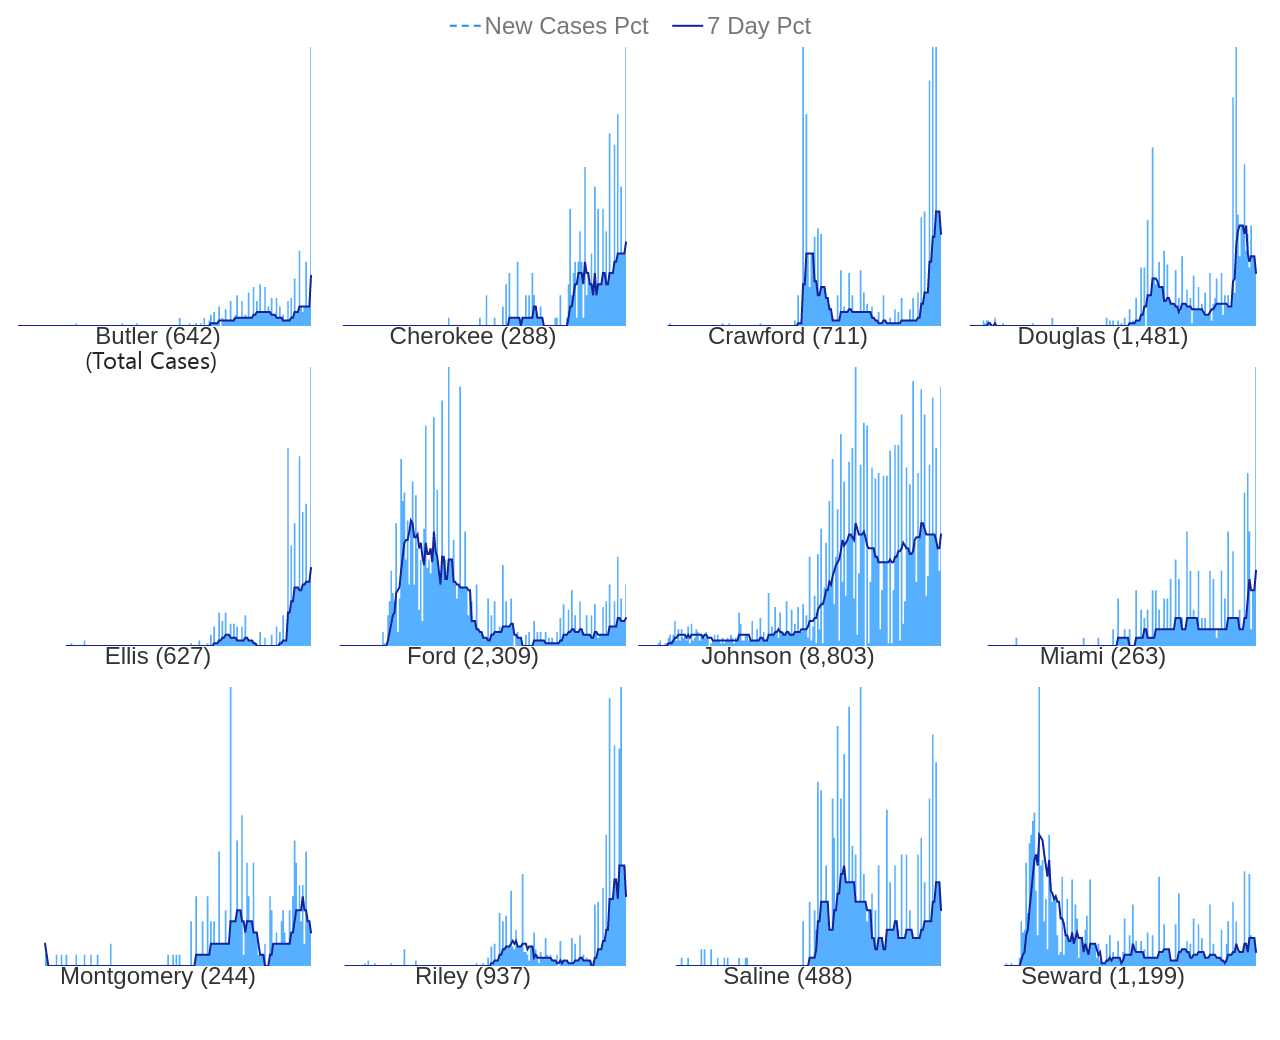 New Cases Pct 7 Day Pct
Butler (642) Cherokee (288) Crawford (711) Douglas (1,481)
(Total Cases)
Ellis (627) Ford (2,309) Johnson (8,803) Miami (263)
Montgomery (244) Riley (937) Saline (488) Seward (1,199)